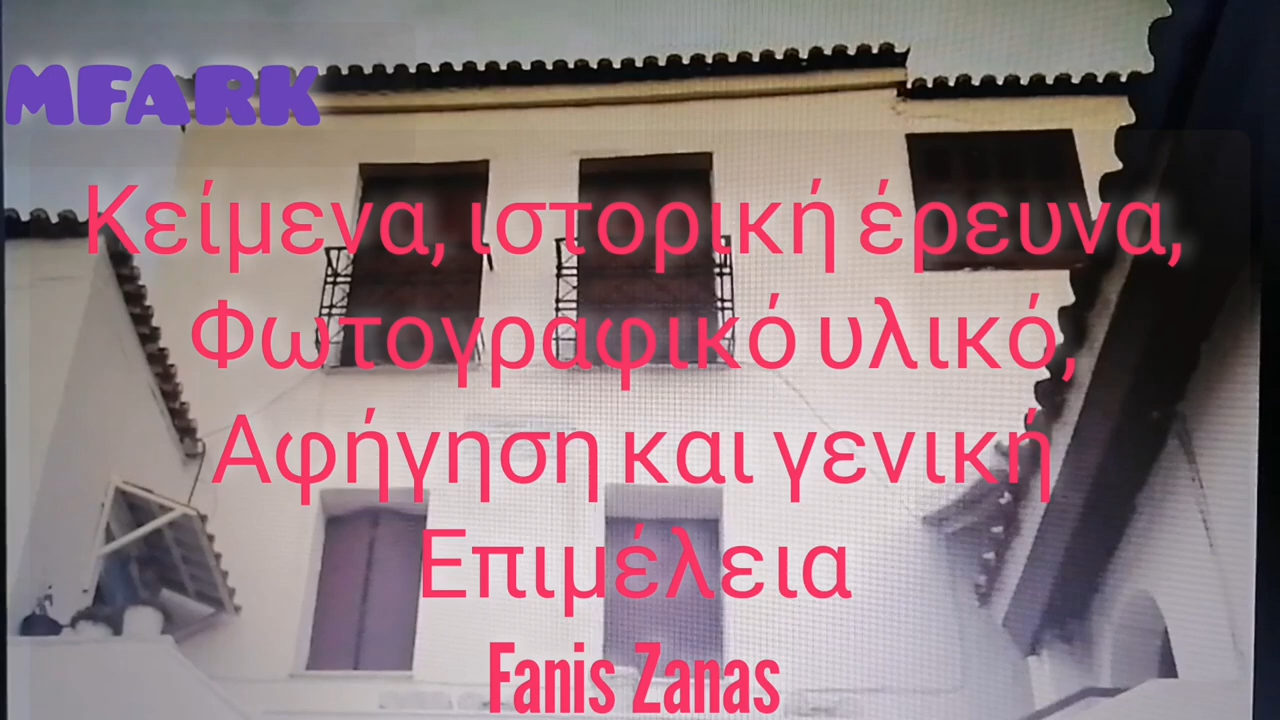 MFARK
Κείμενα, ιστορική έρευνα,
Φωτογραφικό υλικό,
Αφήγηση και γενική
Επιμέλεια
Fanis Zanas